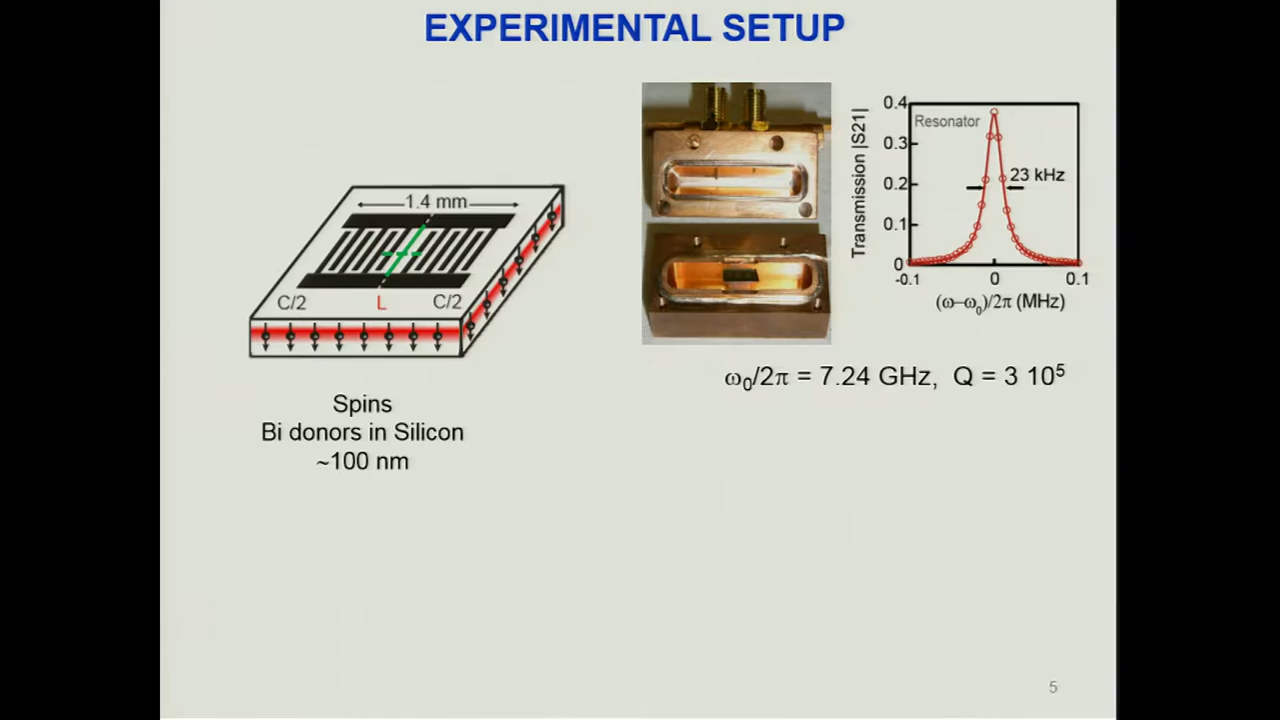 EXPERIMENTAL SETUP
1.4 mm
C/2
L
C/2
Spins
Bi donors in Silicon
~100 nm
Transmission |S21|
0.4
0.3
0.2
0.1
0
Resonator
23 kHz
-0.1
0
0.1
(ω–ω₀)/2π (MHz)
ω₀/2π = 7.24 GHz, Q = 3 10⁵
5